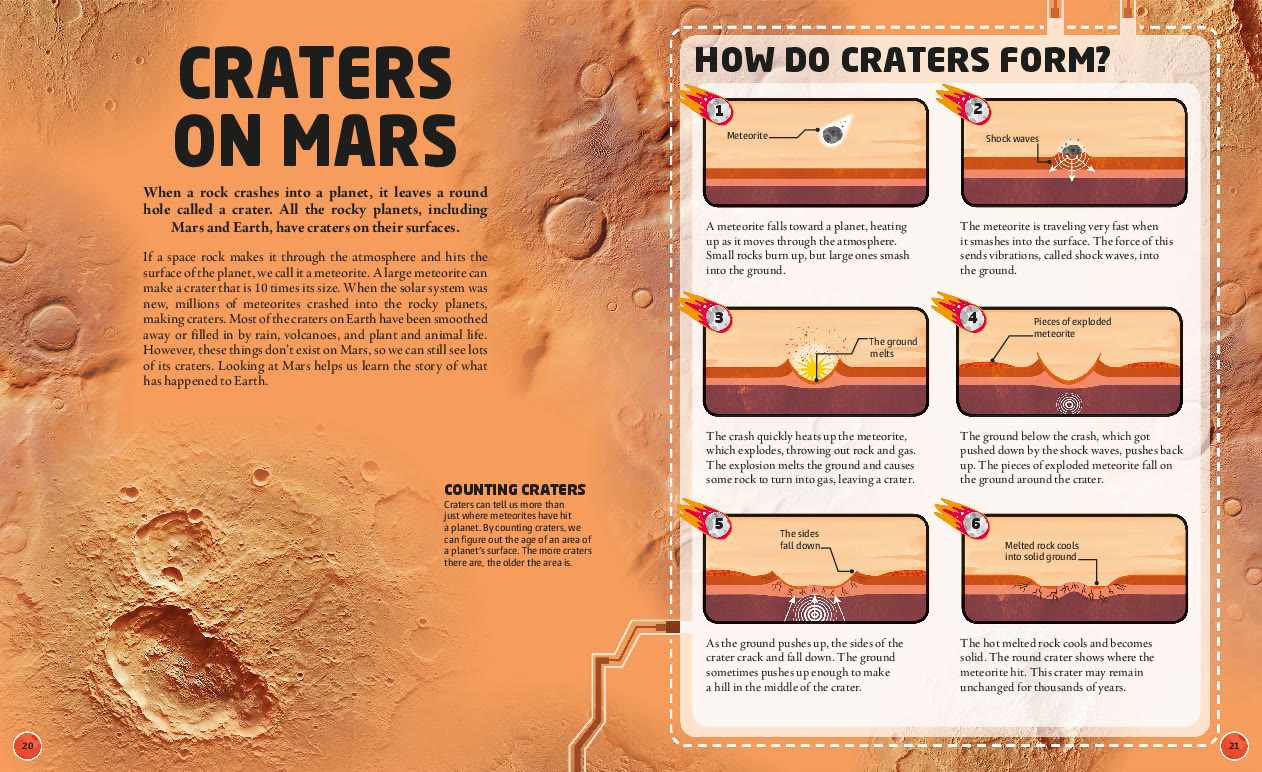 CRATERS
ON MARS
When a rock crashes into a planet, it leaves a round
hole called a crater. All the rocky planets, including
Mars and Earth, have craters on their surfaces.
If a space rock makes it through the atmosphere and hits the
surface of the planet, we call it a meteorite. A large meteorite can
make a crater that is 10 times its size. When the solar system was
new, millions of meteorites crashed into the rocky planets,
making craters. Most of the craters on Earth have been smoothed
away or filled in by rain, volcanoes, and plant and animal life.
However, these things don't exist on Mars, so we can still see lots
of its craters. Looking at Mars helps us learn the story of what
has happened to Earth.
COUNTING CRATERS
Craters can tell us more than
just where meteorites have hit
a planet. By counting craters, we
can figure out the age of an area of
a planet's surface. The more craters
there are, the older the area is.
20
HOW DO CRATERS FORM?
1
Meteorite
A meteorite falls toward a planet, heating
up as it moves through the atmosphere.
Small rocks burn up, but large ones smash
into the ground.
2
Shock waves
The meteorite is traveling very fast when
it smashes into the surface. The force of this
sends vibrations, called shock waves, into
the ground.
3
The ground
melts
The crash quickly heats up the meteorite,
which explodes, throwing out rock and gas.
The explosion melts the ground and causes
some rock to turn into gas, leaving a crater.
4
Pieces of exploded
meteorite
The ground below the crash, which got
pushed down by the shock waves, pushes back
up. The pieces of exploded meteorite fall on
the ground around the crater.
5
The sides
fall down
As the ground pushes up, the sides of the
crater crack and fall down. The ground
sometimes pushes up enough to make
a hill in the middle of the crater.
6
Melted rock cools
into solid ground
The hot melted rock cools and becomes
solid. The round crater shows where the
meteorite hit. This crater may remain
unchanged for thousands of years.
21